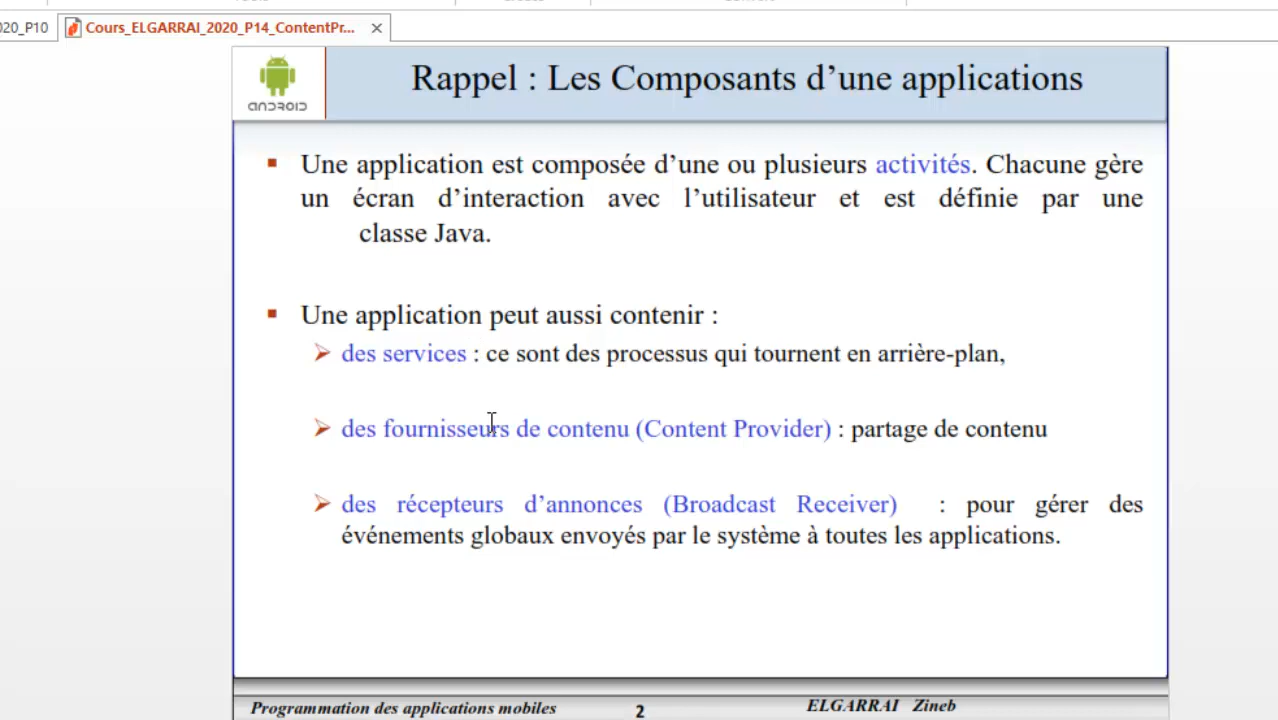 020_P10
Cours_ELGARRAI_2020_P14_ContentPr...
Rappel : Les Composants d’une applications
ANDROID
Une application est composée d’une ou plusieurs activités. Chacune gère
un écran d’interaction avec l’utilisateur et est définie par une
classe Java.
Une application peut aussi contenir :
des services : ce sont des processus qui tournent en arrière-plan,
des fournisseurs de contenu (Content Provider) : partage de contenu
des récepteurs d’annonces (Broadcast Receiver) : pour gérer des
événements globaux envoyés par le système à toutes les applications.
Programmation des applications mobiles
2
ELGARRAI Zineb